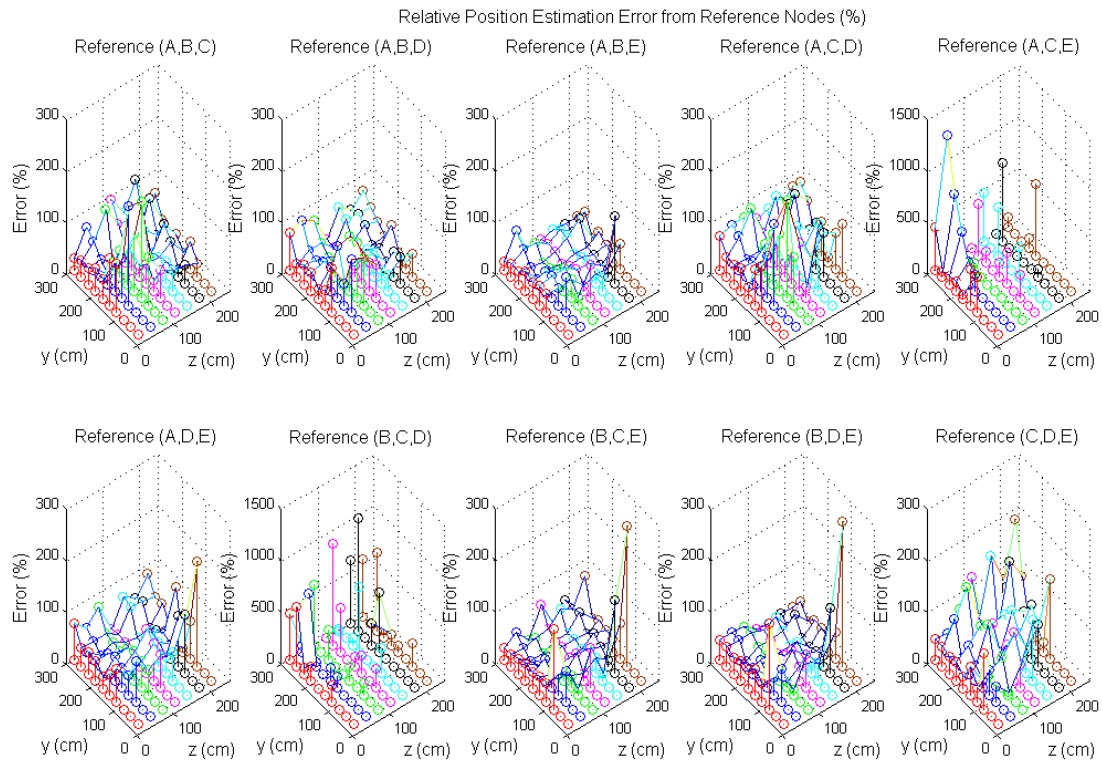 Relative Position Estimation Error from Reference Nodes (%)
Reference (A,B,C)
Reference (A,B,D)
Reference (A,B,E)
Reference (A,C,D)
Reference (A,C,E)
300
200
100
0
Error (%)
300
200
100
0
y (cm)
0
100
200
z (cm)
300
200
100
0
Error (%)
300
200
100
0
y (cm)
0
100
200
z (cm)
300
200
100
0
Error (%)
300
200
100
0
y (cm)
0
100
200
z (cm)
300
200
100
0
Error (%)
300
200
100
0
y (cm)
0
100
200
z (cm)
1500
1000
500
0
Error (%)
300
200
100
0
y (cm)
0
100
200
z (cm)
Reference (A,D,E)
Reference (B,C,D)
Reference (B,C,E)
Reference (B,D,E)
Reference (C,D,E)
300
200
100
0
Error (%)
300
200
100
0
y (cm)
0
100
200
z (cm)
1500
1000
500
0
Error (%)
300
200
100
0
y (cm)
0
100
200
z (cm)
300
200
100
0
Error (%)
300
200
100
0
y (cm)
0
100
200
z (cm)
300
200
100
0
Error (%)
300
200
100
0
y (cm)
0
100
200
z (cm)
300
200
100
0
Error (%)
300
200
100
0
y (cm)
0
100
200
z (cm)